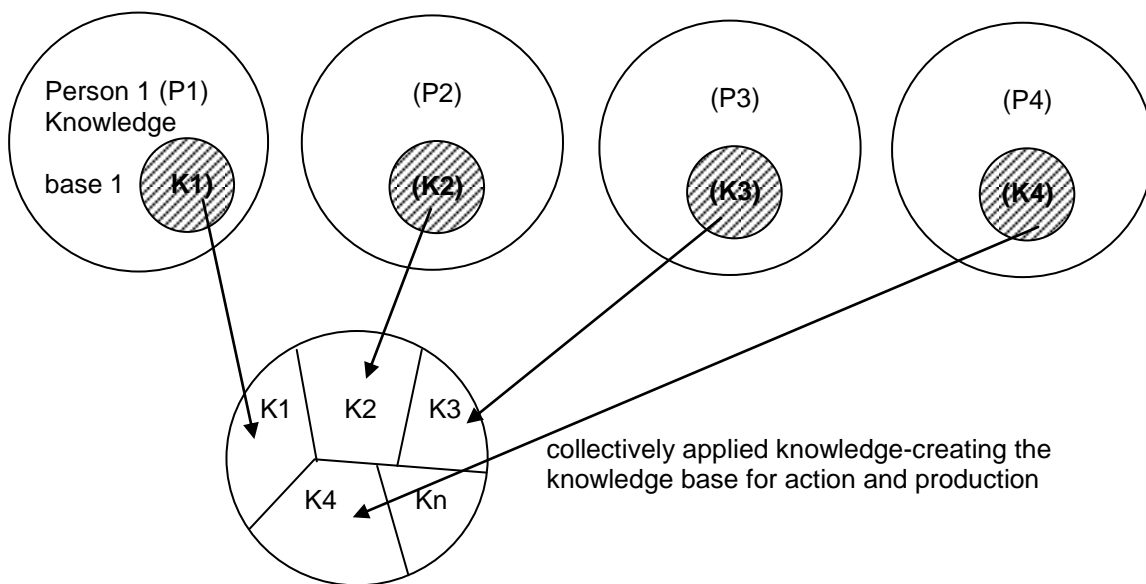 Person 1 (P1)
Knowledge
base 1
K1)
(P2)
(K2)
(P3)
(K3)
(P4)
(K4)
K1
K2
K3
K4
Kn
collectively applied knowledge-creating the
knowledge base for action and production